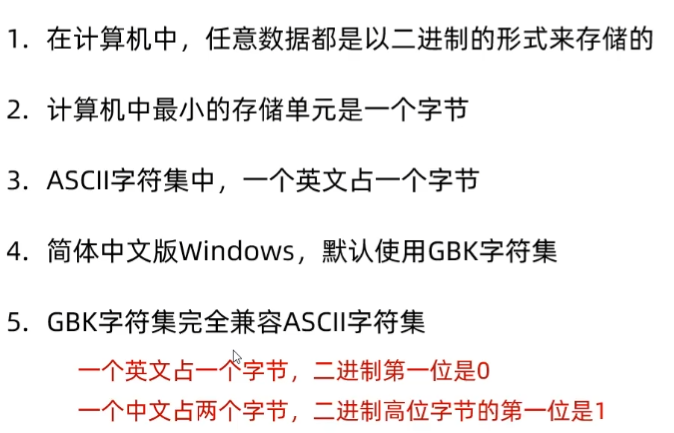 1. 在计算机中，任意数据都是以二进制的形式来存储的
2. 计算机中最小的存储单元是一个字节
3. ASCII字符集中，一个英文占一个字节
4. 简体中文版Windows，默认使用GBK字符集
5. GBK字符集完全兼容ASCII字符集
一个英文占一个字节，二进制第一位是0
一个中文占两个字节，二进制高位字节的第一位是1